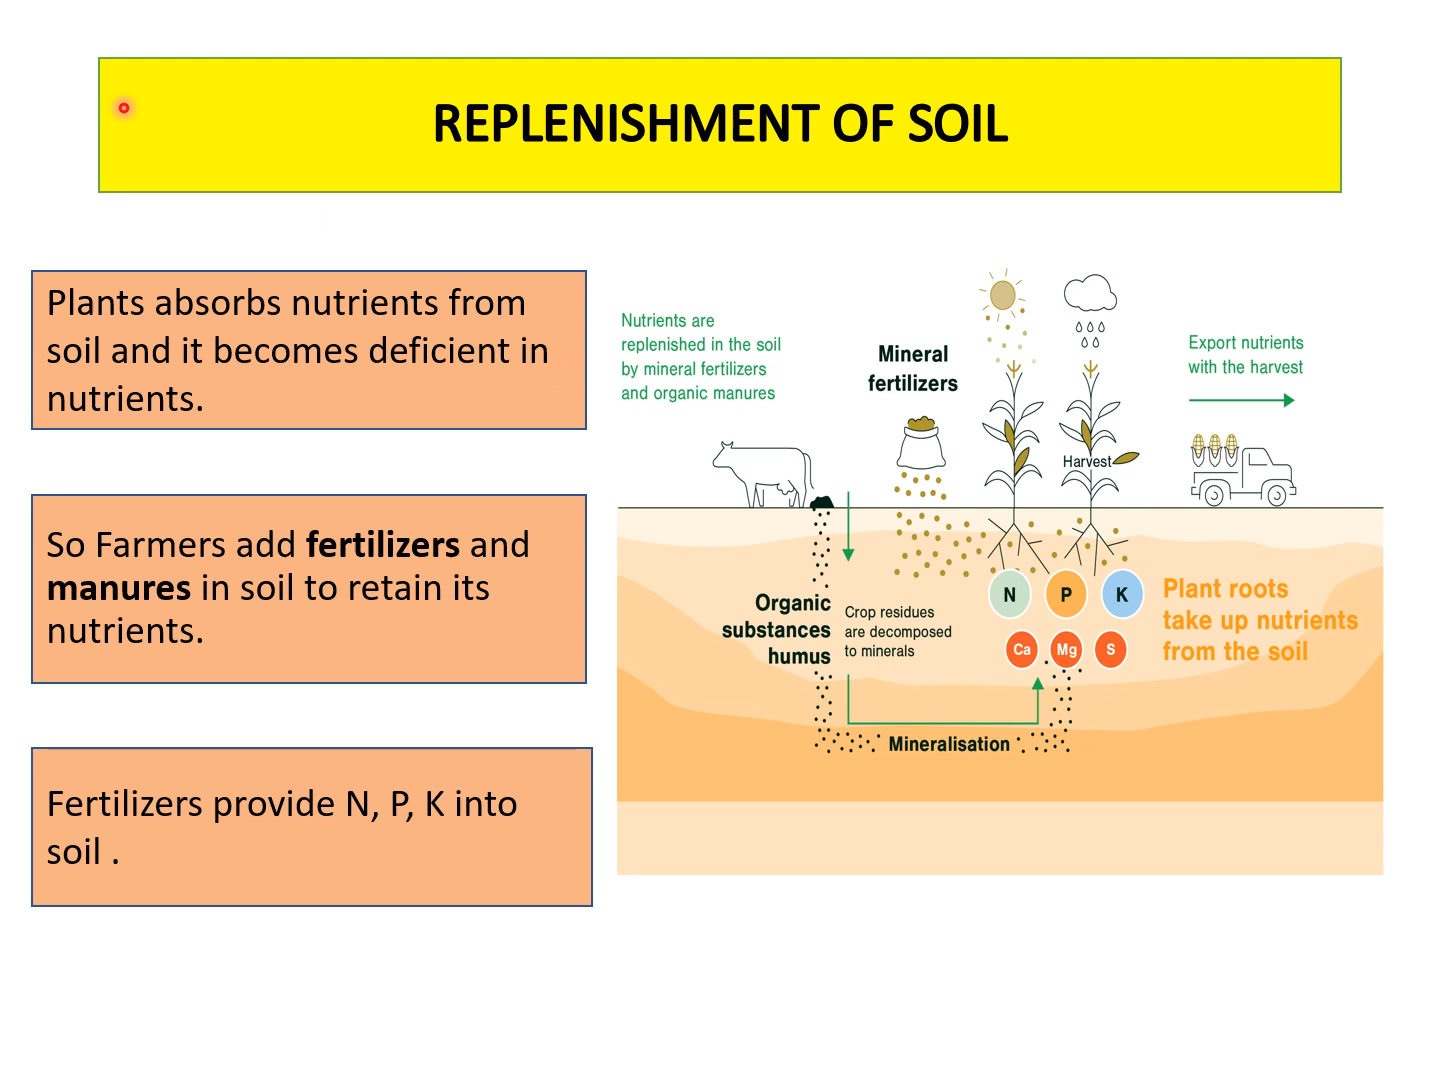 REPLENISHMENT OF SOIL
Plants absorbs nutrients from
soil and it becomes deficient in
nutrients.
So Farmers add fertilizers and
manures in soil to retain its
nutrients.
Fertilizers provide N, P, K into
soil .
Nutrients are
replenished in the soil
by mineral fertilizers
and organic manures
Mineral
fertilizers
Export nutrients
with the harvest
Harvest
Organic
substances
humus
Crop residues
are decomposed
to minerals
N P K
Ca Mg S
Plant roots
take up nutrients
from the soil
Mineralisation